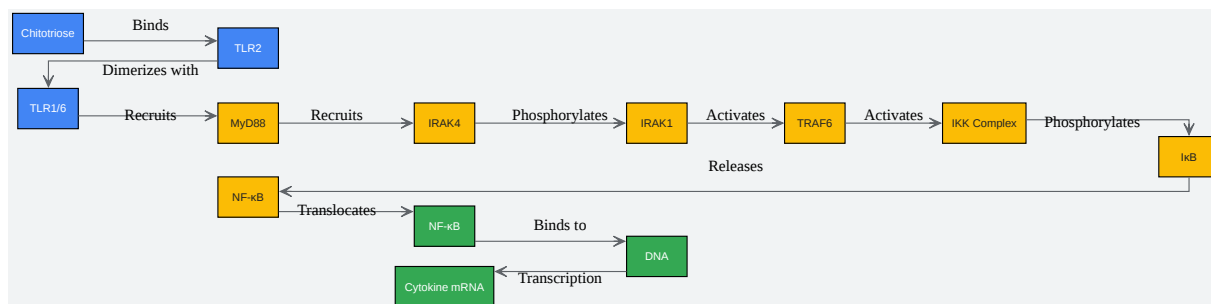 Chitotriose
Binds
TLR2
Dimerizes with
TLR1/6
Recruits
MyD88
Recruits
IRAK4
Phosphorylates
IRAK1
Activates
TRAF6
Activates
IKK Complex
Phosphorylates
IκB
Releases
NF-κB
Translocates
NF-κB
Binds to
DNA
Transcription
Cytokine mRNA